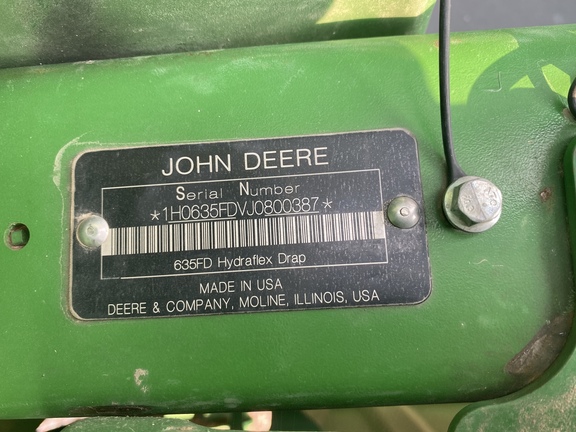 JOHN DEERE
Serial Number
*1H0635FDVJ0800387*
635FD Hydraflex Drap
MADE IN USA
DEERE & COMPANY, MOLINE, ILLINOIS, USA